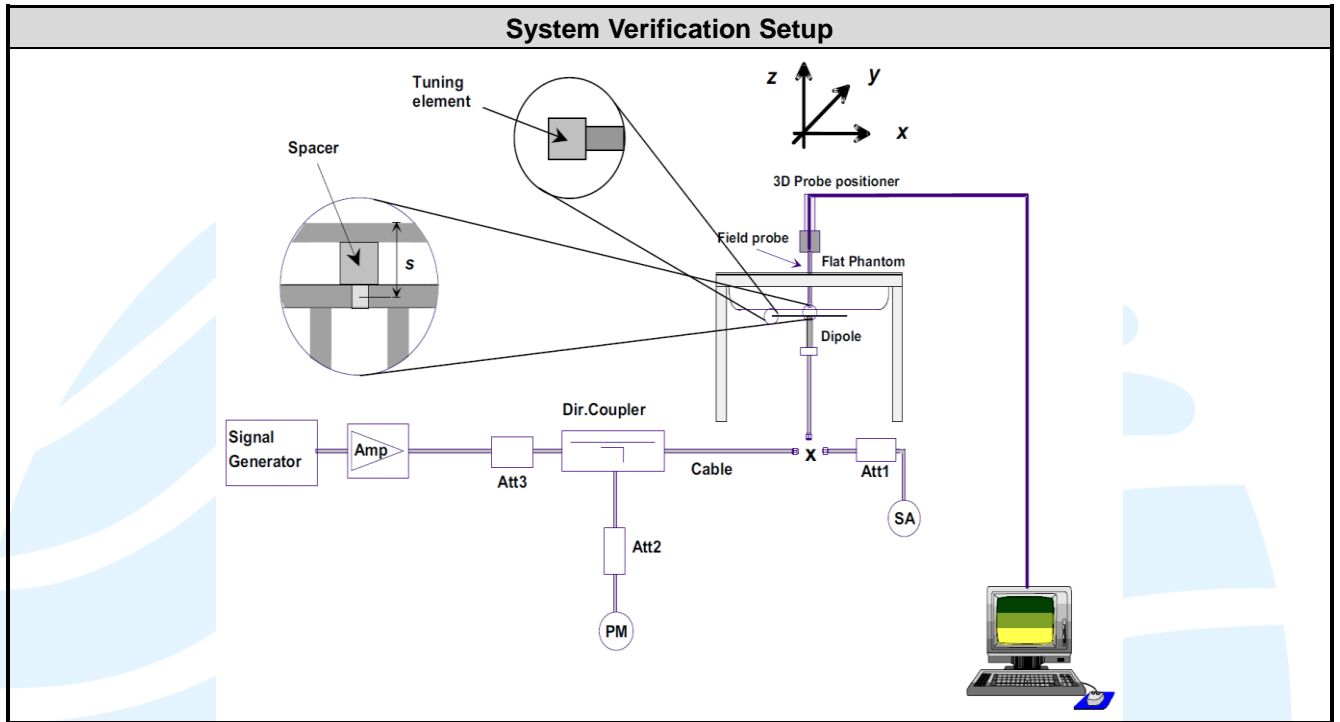 System Verification Setup
Tuning
element
z
y
x
Spacer
s
3D Probe positioner
Field probe
Flat Phantom
Dipole
Dir.Coupler
Signal
Generator
Amp
Att3
Cable
X
Att1
SA
Att2
PM